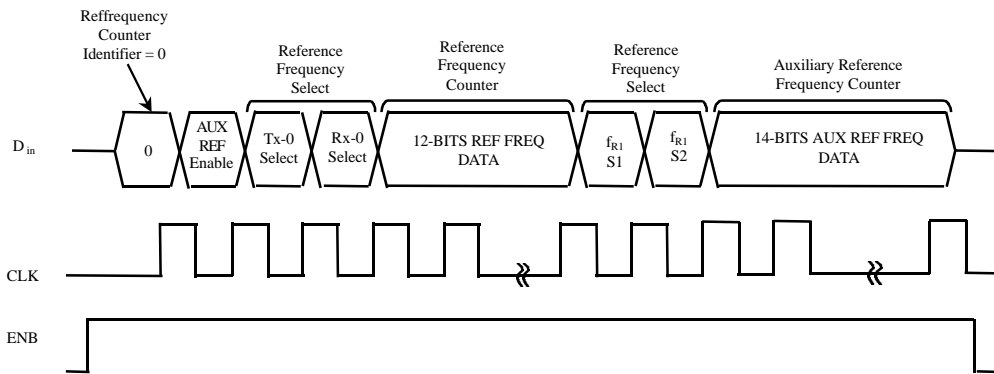 Reffrequency
Counter
Identifier = 0
Reference
Frequency
Select
Reference
Frequency
Counter
Reference
Frequency
Select
Auxiliary Reference
Frequency Counter
D in
0
AUX
REF
Enable
Tx-0
Select
Rx-0
Select
12-BITS REF FREQ
DATA
fR1
S1
fR1
S2
14-BITS AUX REF FREQ
DATA
CLK
ENB